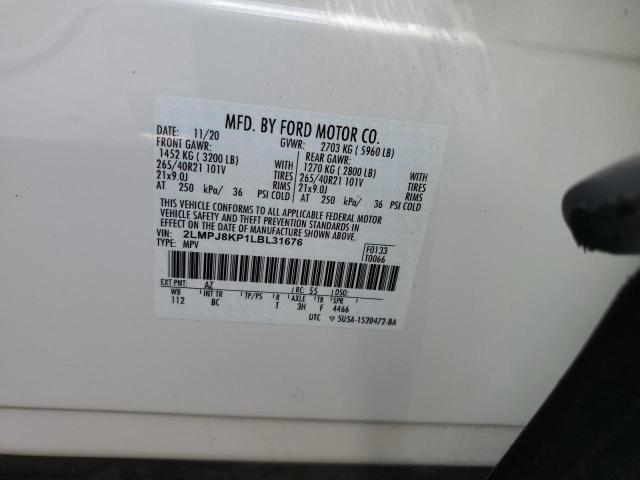 MFD. BY FORD MOTOR CO.
DATE: 11/20 GVWR: 2703 KG ( 5960 LB)
FRONT GAWR: REAR GAWR:
1452 KG ( 3200 LB) WITH 1270 KG ( 2800 LB) WITH
265/40R21 101V TIRES 265/40R21 101V TIRES
21x9.0J RIMS 21x9.0J RIMS
AT 250 kPa/ 36 PSI COLD AT 250 kPa/ 36 PSI COLD
THIS VEHICLE CONFORMS TO ALL APPLICABLE FEDERAL MOTOR
VEHICLE SAFETY AND THEFT PREVENTION STANDARDS IN
EFFECT ON THE DATE OF MANUFACTURE SHOWN ABOVE.
VIN: 2LMPJ8KP1LBL31676 F0133
TYPE: MPV T0066
EXT PNT: AZ RC: 55 DSO:
WB INT TR TP/PS R AXLE TR SPR
112 BC T 3H F 4466
UTC ▽ 5U5A-1520472-BA